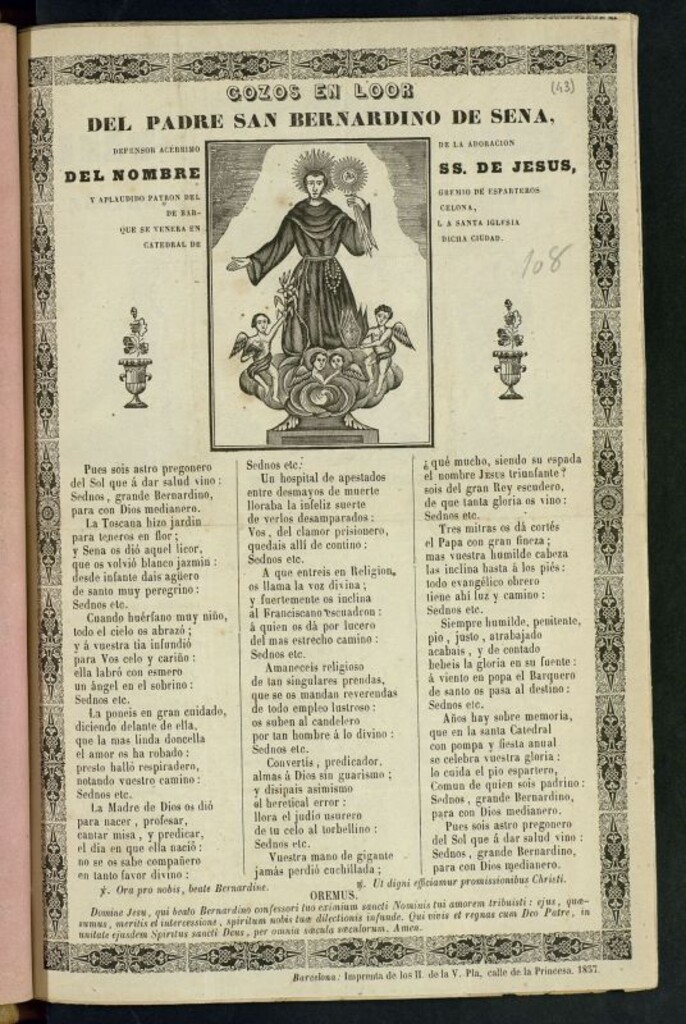 GOZOS EN LOOR
(43)
DEL PADRE SAN BERNARDINO DE SENA,
DEFENSOR ACÉRRIMO DE LA ADORACION
DEL NOMBRE SS. DE JESUS,
Y APLAUDIDO PATRON DEL GREMIO DE ESPARTEROS
DE BAR- CELONA,
QUE SE VENERA EN LA SANTA IGLESIA
CATEDRAL DE DICHA CIUDAD.
108
Pues sois astro pregonero
del Sol que á dar salud vino:
Sednos, grande Bernardino,
para con Dios medianero.
La Toscana hizo jardin
para teneros en flor;
y Sena os dió aquel licor,
que os volvió blanco jazmin:
desde infante dais agüero
de santo muy peregrino:
Sednos etc.
Cuando huérfano muy niño,
todo el cielo os abrazó;
y á vuestra tia infundió
para Vos celo y cariño:
ella labró con esmero
un ángel en el sobrino:
Sednos etc.
La poneis en gran cuidado,
diciendo delante de ella,
que la mas linda doncella
el amor os ha robado:
presto halló respiradero,
notando vuestro camino:
Sednos etc.
La Madre de Dios os dió
para nacer, profesar,
cantar misa, y predicar,
el dia en que ella nació:
no se os sabe compañero
en tanto favor divino:
Sednos etc.
Un hospital de apestados
entre desmayos de muerte
lloraba la infeliz suerte
de verlos desamparados:
Vos, del clamor prisionero,
quedais allí de contino:
Sednos etc.
A que entreis en Religion,
os llama la voz divina;
y fuertemente os inclina
al Franciscano escuadron:
á quien os dá por lucero
del mas estrecho camino:
Sednos etc.
Amaneceis religioso
de tan singulares prendas,
que se os mandan reverendas
de todo empleo lustroso:
os suben al candelero
por tan hombre á lo divino:
Sednos etc.
Convertis, predicador,
almas á Dios sin guarismo;
y disipais asimismo
el heretical error:
llora el judio usurero
de tu celo al torbellino:
Sednos etc.
Vuestra mano de gigante
jamás perdió cuchillada;
¿qué mucho, siendo su espada
el nombre JESUS triunfante?
sois del gran Rey escudero,
de que tanta gloria os vino:
Sednos etc.
Tres mitras os dá cortés
el Papa con gran fineza;
mas vuestra humilde cabeza
las inclina hasta á los piés:
todo evangélico obrero
tiene ahí luz y camino:
Sednos etc.
Siempre humilde, penitente,
pio, justo, atrabajado
acabais, y de contado
bebeis la gloria en su fuente:
á viento en popa el Barquero
de santo os pasa al destino:
Sednos etc.
Años hay sobre memoria,
que en la santa Catedral
con pompa y fiesta anual
se celebra vuestra gloria:
lo cuida el pio espartero,
Comun de quien sois padrino:
Sednos, grande Bernardino,
para con Dios medianero.
Pues sois astro pregonero
del Sol que á dar salud vino:
Sednos, grande Bernardino,
para con Dios medianero.
℣. Ora pro nobis, beate Bernardine. ℟. Ut digni efficiamur promissionibus Christi.
OREMUS.
Domine Jesu, qui beato Bernardino confessori tuo eximium sancti Nominis tui amorem tribuisti: ejus, quæ-
sumus, meritis et intercessione, spiritum nobis tuæ dilectionis infunde. Qui vivis et regnas cum Deo Patre, in
unitate ejusdem Spiritus sancti Deus, per omnia sæcula sæculorum. Amen.
Barcelona: Imprenta de los H. de la V. Pla, calle de la Princesa. 1857.